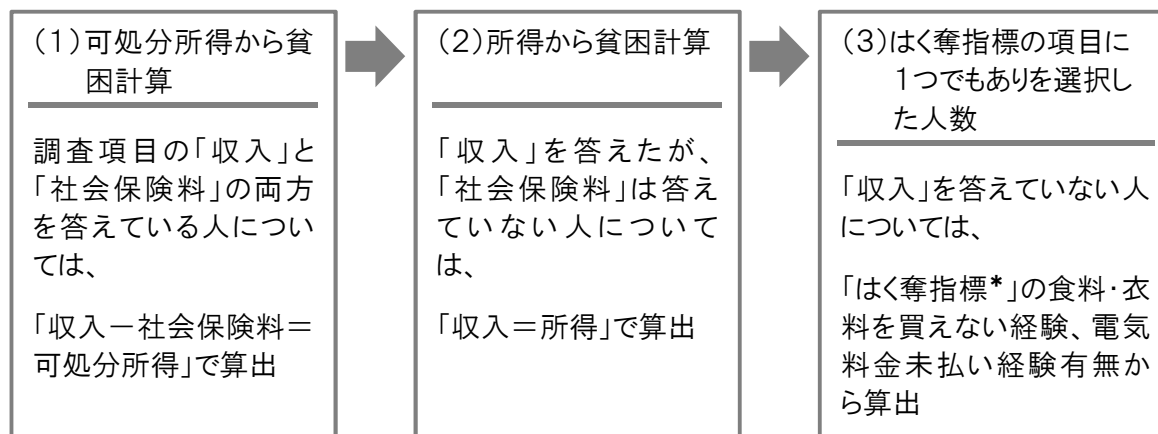 (1)可処分所得から貧
困計算
調査項目の「収入」と
「社会保険料」の両方
を答えている人につい
ては、
「収入－社会保険料＝
可処分所得」で算出
(2)所得から貧困計算
「収入」を答えたが、
「社会保険料」は答え
ていない人について
は、
「収入＝所得」で算出
(3)はく奪指標の項目に
1つでもありを選択し
た人数
「収入」を答えていない人
については、
「はく奪指標*」の食料・衣
料を買えない経験、電気
料金未払い経験有無か
ら算出